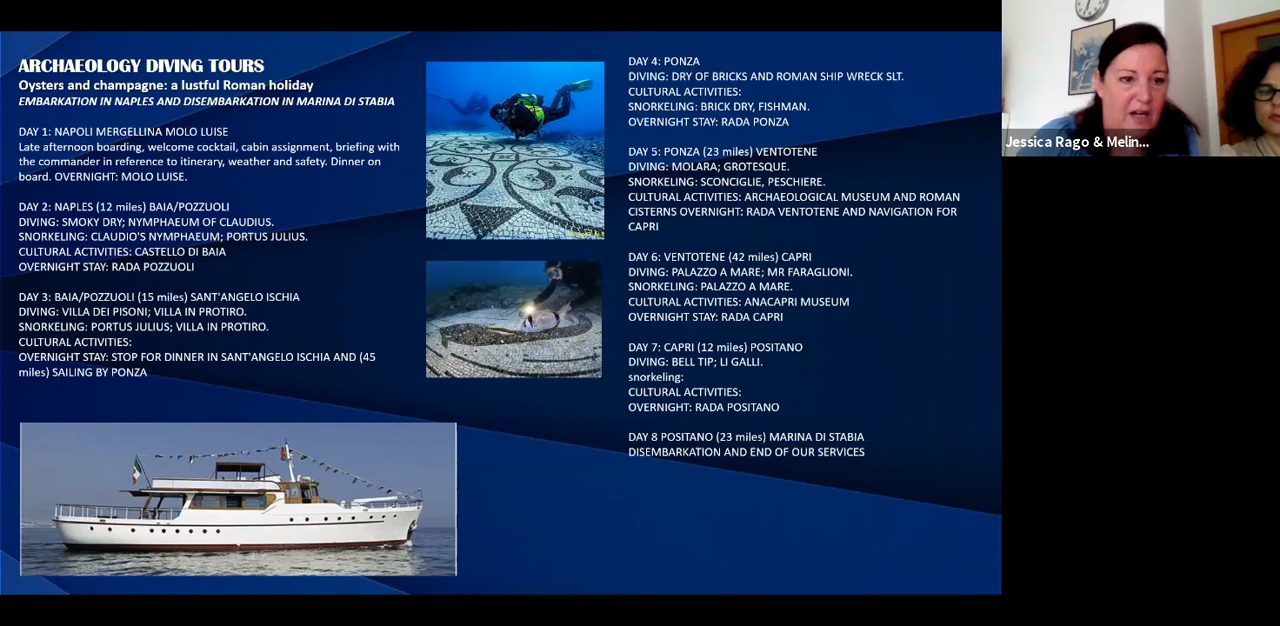 ARCHAEOLOGY DIVING TOURS
Oysters and champagne: a lustful Roman holiday
EMBARKATION IN NAPLES AND DISEMBARKATION IN MARINA DI STABIA
DAY 1: NAPOLI MERGELLINA MOLO LUISE
Late afternoon boarding, welcome cocktail, cabin assignment, briefing with
the commander in reference to itinerary, weather and safety. Dinner on
board. OVERNIGHT: MOLO LUISE.
DAY 2: NAPLES (12 miles) BAIA/POZZUOLI
DIVING: SMOKY DRY; NYMPHAEUM OF CLAUDIUS.
SNORKELING: CLAUDIO'S NYMPHAEUM; PORTUS JULIUS.
CULTURAL ACTIVITIES: CASTELLO DI BAIA
OVERNIGHT STAY: RADA POZZUOLI
DAY 3: BAIA/POZZUOLI (15 miles) SANT'ANGELO ISCHIA
DIVING: VILLA DEI PISONI; VILLA IN PROTIRO.
SNORKELING: PORTUS JULIUS; VILLA IN PROTIRO.
CULTURAL ACTIVITIES:
OVERNIGHT STAY: STOP FOR DINNER IN SANT'ANGELO ISCHIA AND (45
miles) SAILING BY PONZA
DAY 4: PONZA
DIVING: DRY OF BRICKS AND ROMAN SHIP WRECK SLT.
CULTURAL ACTIVITIES:
SNORKELING: BRICK DRY, FISHMAN.
OVERNIGHT STAY: RADA PONZA
DAY 5: PONZA (23 miles) VENTOTENE
DIVING: MOLARA; GROTESQUE.
SNORKELING: SCONCIGLIE, PESCHIERE.
CULTURAL ACTIVITIES: ARCHAEOLOGICAL MUSEUM AND ROMAN
CISTERNS OVERNIGHT: RADA VENTOTENE AND NAVIGATION FOR
CAPRI
DAY 6: VENTOTENE (42 miles) CAPRI
DIVING: PALAZZO A MARE; MR FARAGLIONI.
SNORKELING: PALAZZO A MARE.
CULTURAL ACTIVITIES: ANACAPRI MUSEUM
OVERNIGHT STAY: RADA CAPRI
DAY 7: CAPRI (12 miles) POSITANO
DIVING: BELL TIP; LI GALLI.
snorkeling:
CULTURAL ACTIVITIES:
OVERNIGHT: RADA POSITANO
DAY 8 POSITANO (23 miles) MARINA DI STABIA
DISEMBARKATION AND END OF OUR SERVICES
Jessica Rago & Melin...